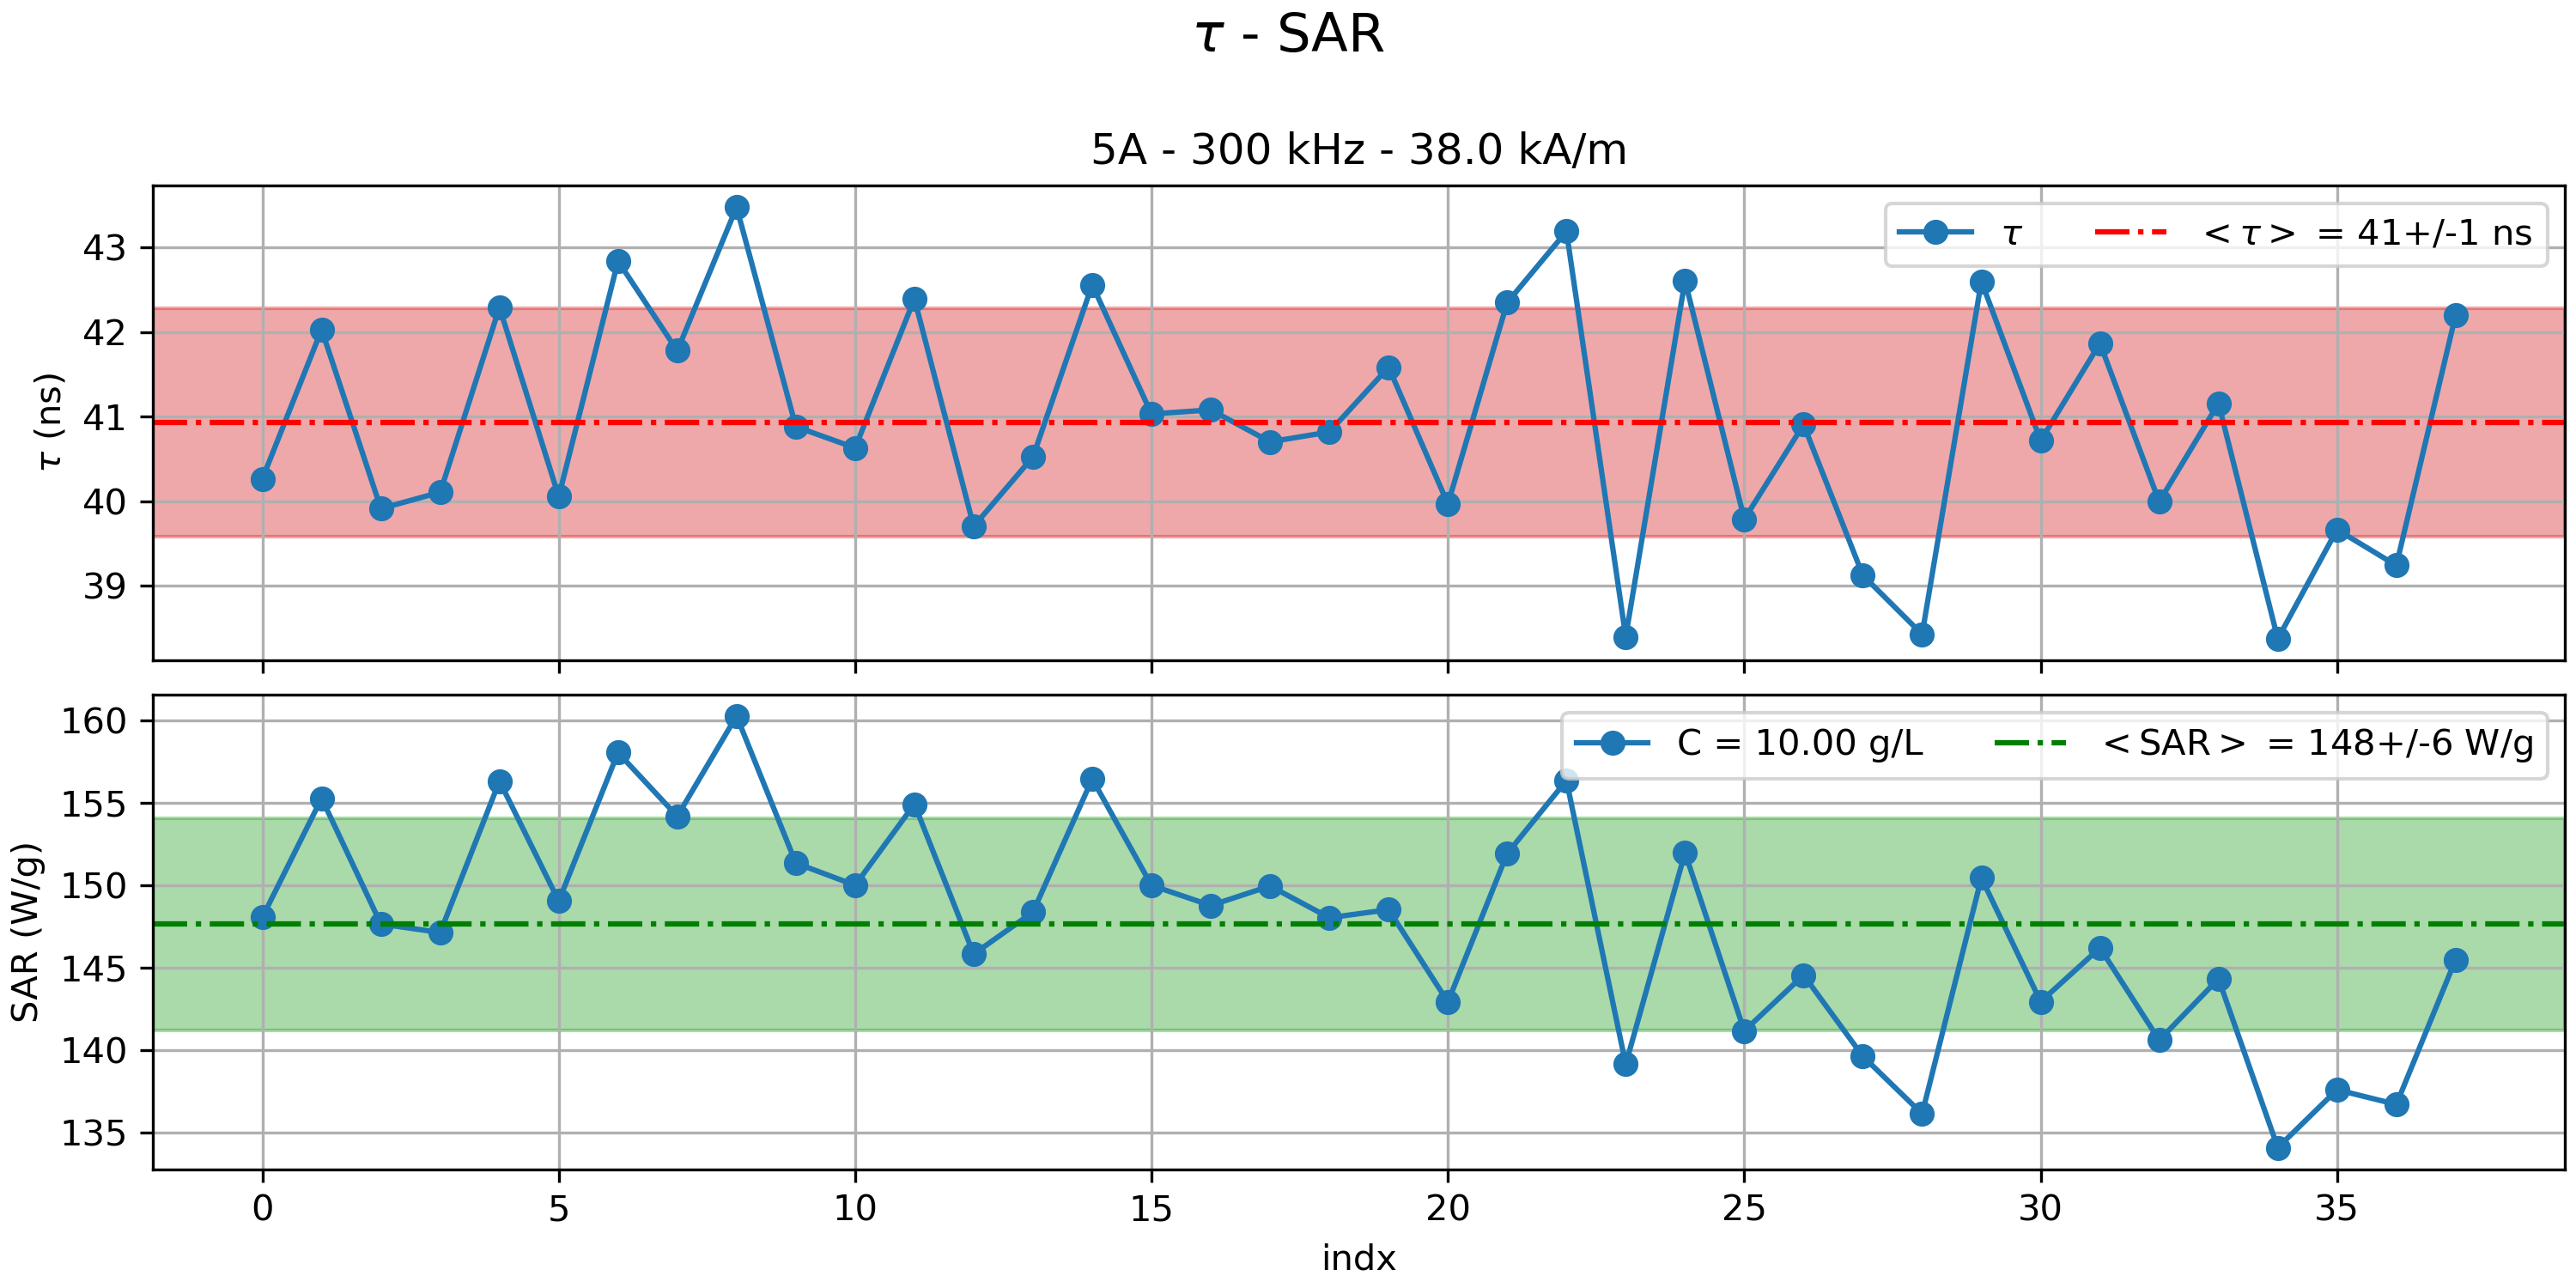 τ - SAR
5A - 300 kHz - 38.0 kA/m
τ (ns)
43
42
41
40
39
τ
<τ> = 41+/-1 ns
SAR (W/g)
160
155
150
145
140
135
C = 10.00 g/L
<SAR> = 148+/-6 W/g
0 5 10 15 20 25 30 35
indx